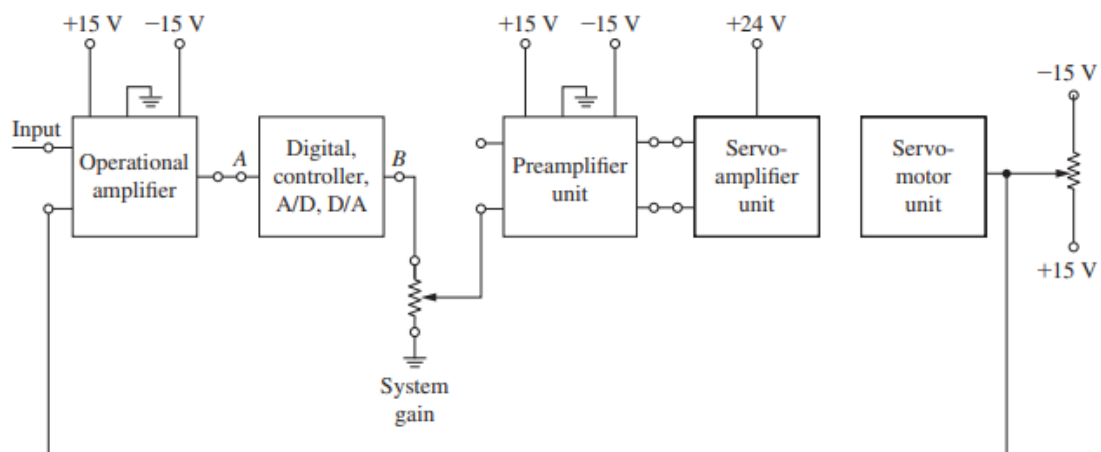 +15 V −15 V
+15 V −15 V
+24 V
−15 V
Input
Operational
amplifier
A
Digital,
controller,
A/D, D/A
B
Preamplifier
unit
Servo-
amplifier
unit
Servo-
motor
unit
+15 V
System
gain